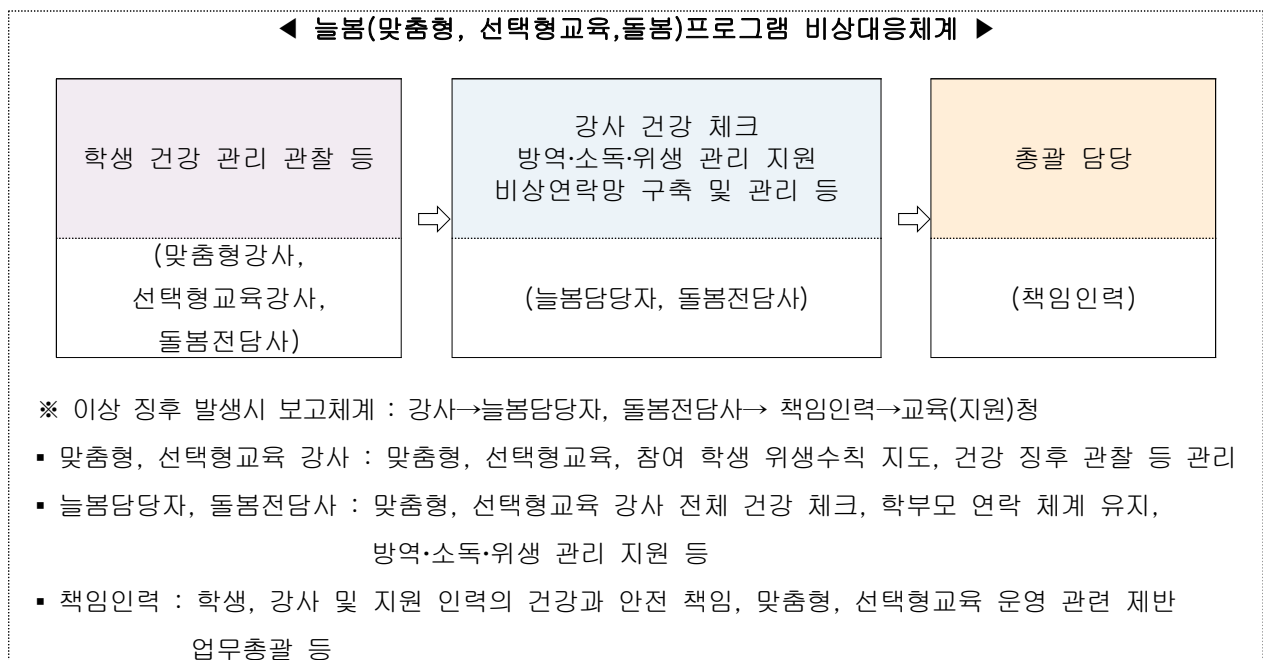 ◀ 늘봄(맞춤형, 선택형교육,돌봄)프로그램 비상대응체계 ▶
학생 건강 관리 관찰 등
(맞춤형강사,
선택형교육강사,
돌봄전담사)
⇨
강사 건강 체크
방역·소독·위생 관리 지원
비상연락망 구축 및 관리 등
(늘봄담당자, 돌봄전담사)
⇨
총괄 담당
(책임인력)
※ 이상 징후 발생시 보고체계 : 강사→늘봄담당자, 돌봄전담사→ 책임인력→교육(지원)청
▪ 맞춤형, 선택형교육 강사 : 맞춤형, 선택형교육, 참여 학생 위생수칙 지도, 건강 징후 관찰 등 관리
▪ 늘봄담당자, 돌봄전담사 : 맞춤형, 선택형교육 강사 전체 건강 체크, 학부모 연락 체계 유지,
방역·소독·위생 관리 지원 등
▪ 책임인력 : 학생, 강사 및 지원 인력의 건강과 안전 책임, 맞춤형, 선택형교육 운영 관련 제반
업무총괄 등